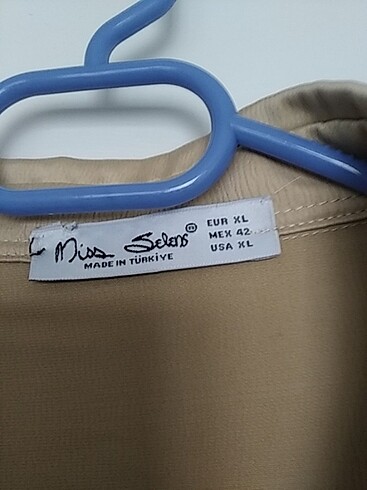 Miss Selens
MADE IN TÜRKİYE
EUR XL
MEX 42
USA XL